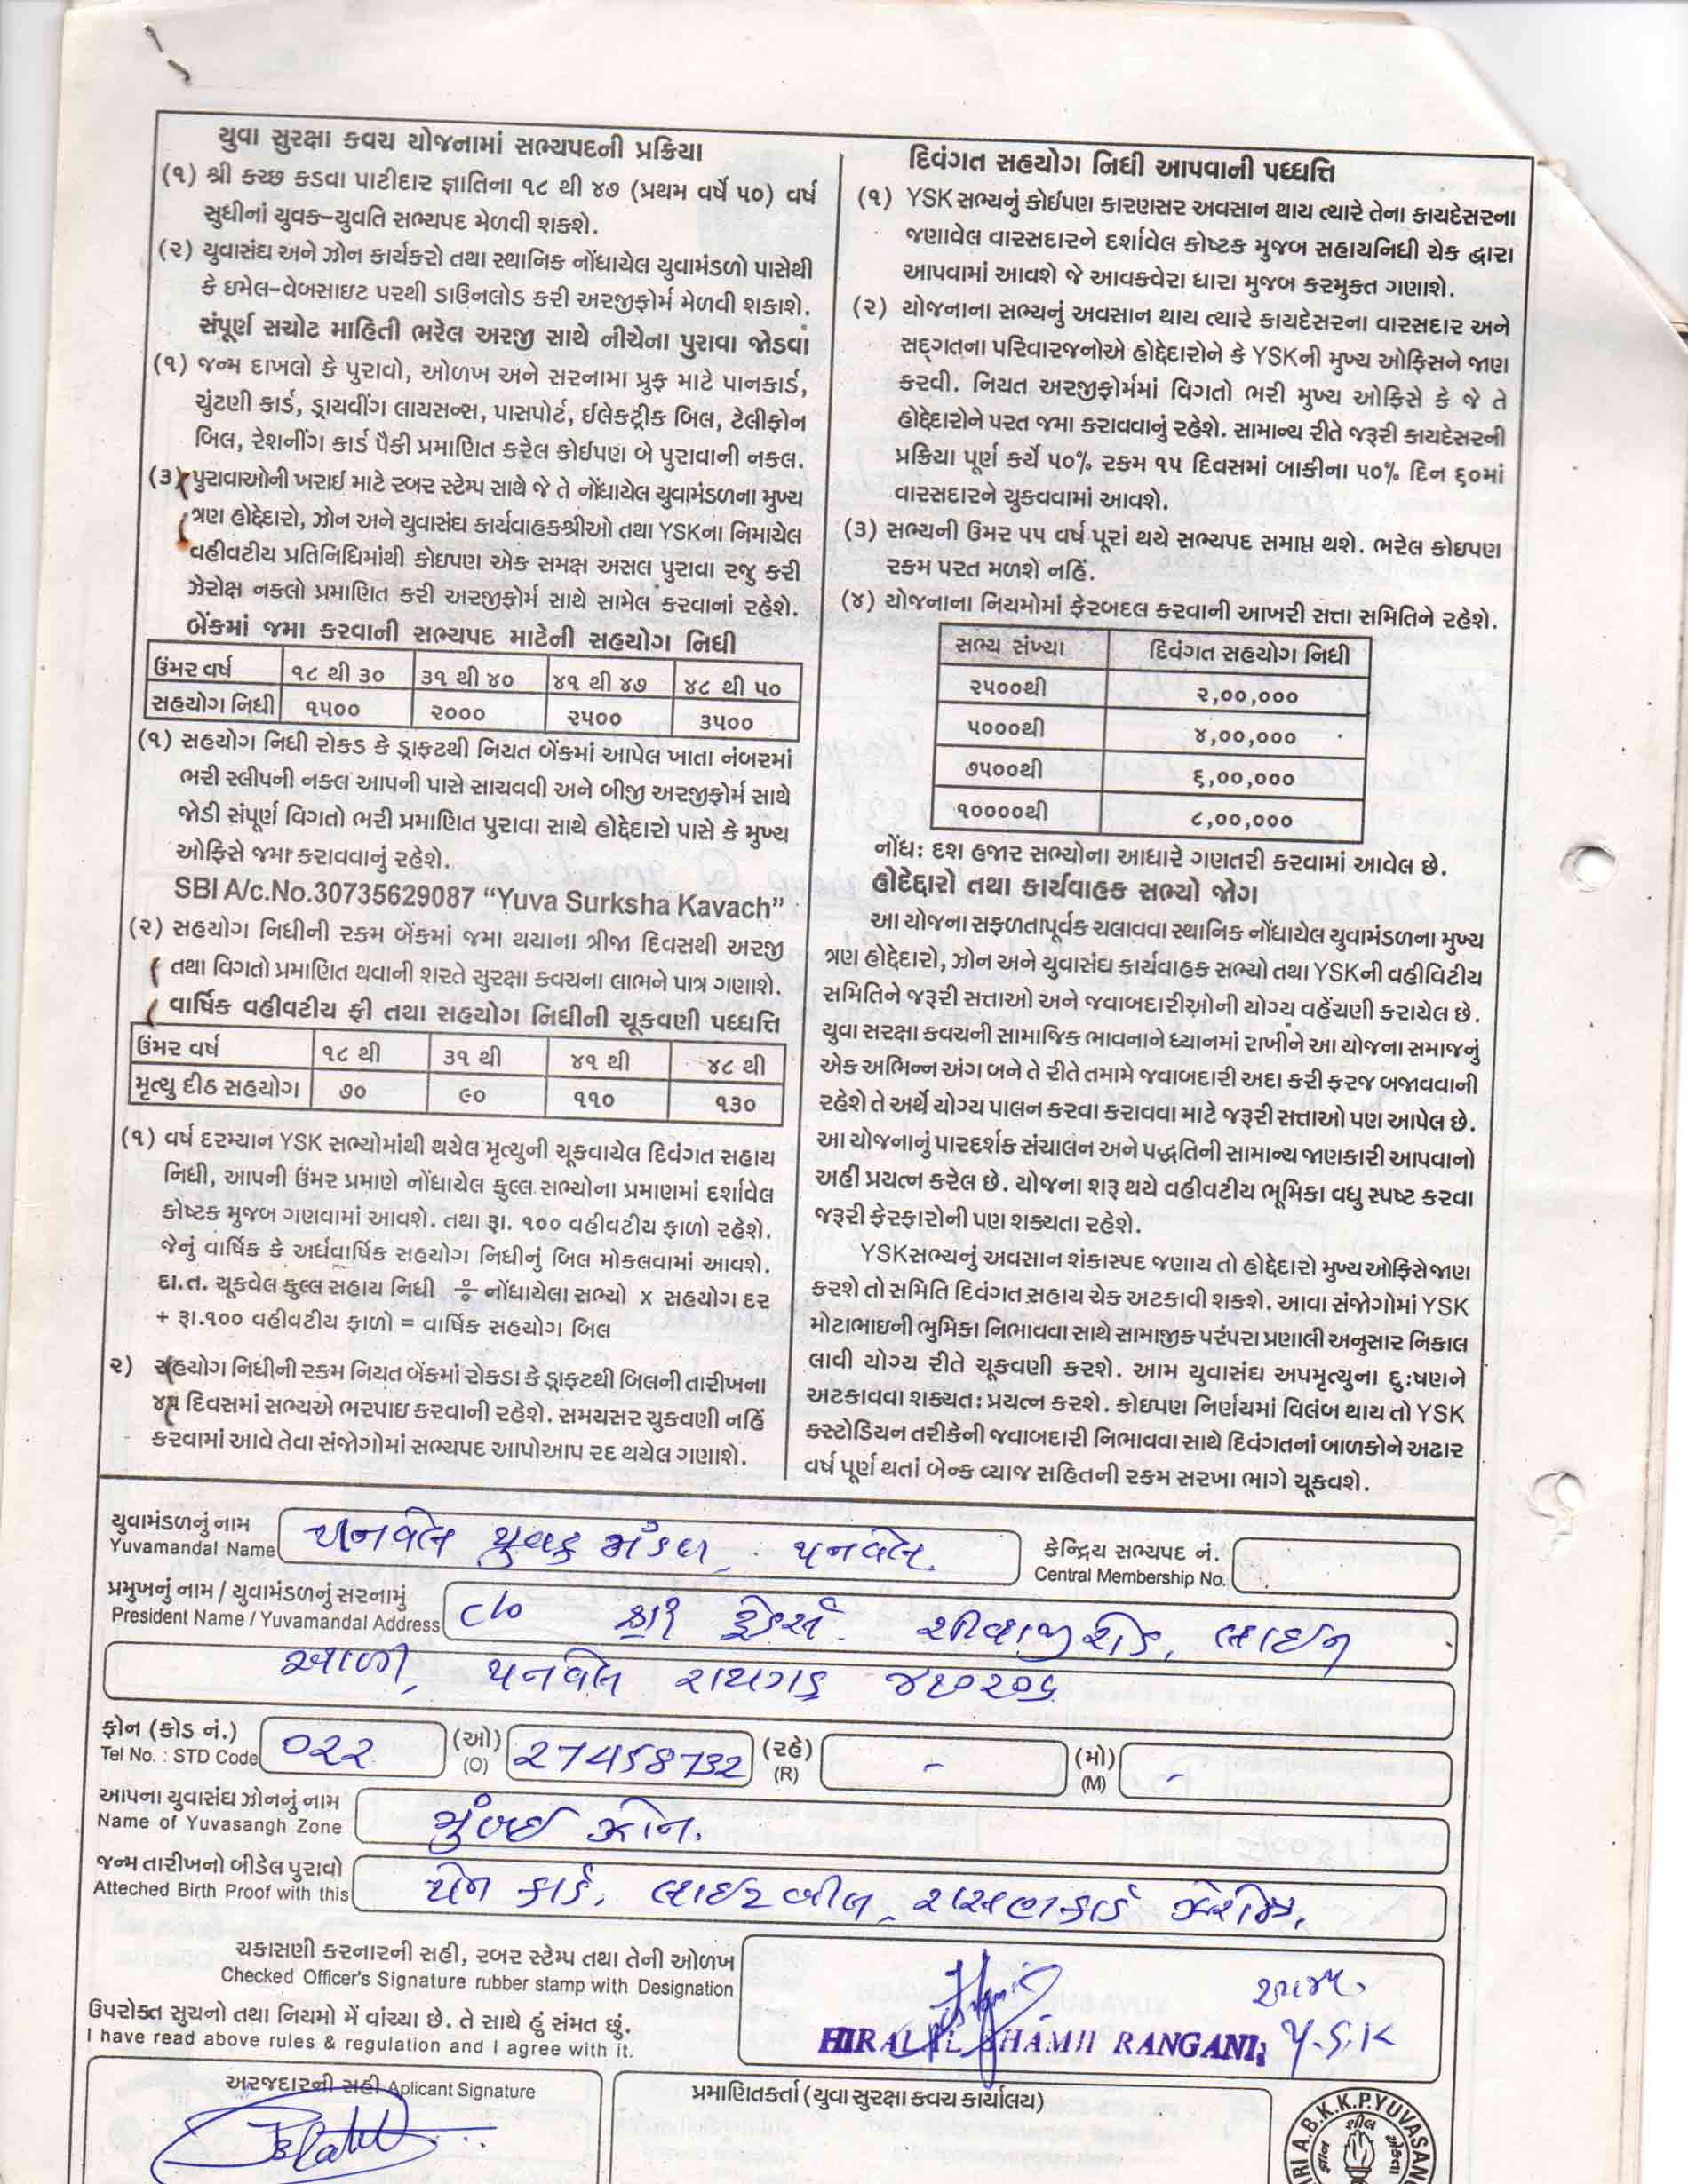 યુવા સુરક્ષા કવચ યોજનામાં સભ્યપદની પ્રક્રિયા
(૧) શ્રી કચ્છ કડવા પાટીદાર જ્ઞાતિના ૧૮ થી ૪૭ (પ્રથમ વર્ષે ૫૦) વર્ષ
સુધીનાં યુવક-યુવતિ સભ્યપદ મેળવી શકશે.
(૨) યુવાસંઘ અને ઝોન કાર્યકરો તથા સ્થાનિક નોંધાયેલ યુવામંડળો પાસેથી
કે ઇમેલ-વેબસાઇટ પરથી ડાઉનલોડ કરી અરજીફોર્મ મેળવી શકાશે.
સંપૂર્ણ સચોટ માહિતી ભરેલ અરજી સાથે નીચેના પુરાવા જોડવાં
(૧) જન્મ દાખલો કે પુરાવો, ઓળખ અને સરનામા પ્રુફ માટે પાનકાર્ડ,
ચુંટણી કાર્ડ, ડ્રાયવીંગ લાયસન્સ, પાસપોર્ટ, ઈલેકટ્રીક બિલ, ટેલીફોન
બિલ, રેશનીંગ કાર્ડ પૈકી પ્રમાણિત કરેલ કોઈપણ બે પુરાવાની નકલ.
(૩) પુરાવાઓની ખરાઈ માટે રબર સ્ટેમ્પ સાથે જે તે નોંધાયેલ યુવામંડળના મુખ્ય
ત્રણ હોદ્દેદારો, ઝોન અને યુવાસંઘ કાર્યવાહકશ્રીઓ તથા YSKના નિમાયેલ
વહીવટીય પ્રતિનિધિમાંથી કોઇપણ એક સમક્ષ અસલ પુરાવા રજુ કરી
ઝેરોક્ષ નકલો પ્રમાણિત કરી અરજીફોર્મ સાથે સામેલ કરવાનાં રહેશે.
બેંકમાં જમા કરવાની સભ્યપદ માટેની સહયોગ નિધી
ઉંમર વર્ષ ૧૮ થી ૩૦ ૩૧ થી ૪૦ ૪૧ થી ૪૭ ૪૮ થી ૫૦
સહયોગ નિધી ૧૫૦૦ ૨૦૦૦ ૨૫૦૦ ૩૫૦૦
(૧) સહયોગ નિધી રોકડ કે ડ્રાફટથી નિયત બેંકમાં આપેલ ખાતા નંબરમાં
ભરી સ્લીપની નકલ આપની પાસે સાચવવી અને બીજી અરજીફોર્મ સાથે
જોડી સંપૂર્ણ વિગતો ભરી પ્રમાણિત પુરાવા સાથે હોદ્દેદારો પાસે કે મુખ્ય
ઓફિસે જમા કરાવવાનું રહેશે.
SBI A/c.No.30735629087 “Yuva Surksha Kavach”
(૨) સહયોગ નિધીની રકમ બેંકમાં જમા થયાના ત્રીજા દિવસથી અરજી
તથા વિગતો પ્રમાણિત થવાની શરતે સુરક્ષા કવચના લાભને પાત્ર ગણાશે.
વાર્ષિક વહીવટીય ફી તથા સહયોગ નિધીની ચૂકવણી પધ્ધત્તિ
ઉંમર વર્ષ ૧૮ થી ૩૧ થી ૪૧ થી ૪૮ થી
મૃત્યુ દીઠ સહયોગ ૭૦ ૯૦ ૧૧૦ ૧૩૦
(૧) વર્ષ દરમ્યાન YSK સભ્યોમાંથી થયેલ મૃત્યુની ચૂકવાયેલ દિવંગત સહાય
નિધી, આપની ઉંમર પ્રમાણે નોંધાયેલ કુલ્લ સભ્યોના પ્રમાણમાં દર્શાવેલ
કોષ્ટક મુજબ ગણવામાં આવશે. તથા રૂા. ૧૦૦ વહીવટીય ફાળો રહેશે.
જેનું વાર્ષિક કે અર્ધવાર્ષિક સહયોગ નિધીનું બિલ મોકલવામાં આવશે.
દા.ત. ચૂકવેલ કુલ્લ સહાય નિધી ÷ નોંધાયેલા સભ્યો x સહયોગ દર
+ રૂા.૧૦૦ વહીવટીય ફાળો = વાર્ષિક સહયોગ બિલ
૨) સહયોગ નિધીની રકમ નિયત બેંકમાં રોકડા કે ડ્રાફટથી બિલની તારીખના
૪૫ દિવસમાં સભ્યએ ભરપાઇ કરવાની રહેશે. સમયસર ચુકવણી નહિં
કરવામાં આવે તેવા સંજોગોમાં સભ્યપદ આપોઆપ રદ થયેલ ગણાશે.
દિવંગત સહયોગ નિધી આપવાની પધ્ધત્તિ
(૧) YSK સભ્યનું કોઈપણ કારણસર અવસાન થાય ત્યારે તેના કાયદેસરના
જણાવેલ વારસદારને દર્શાવેલ કોષ્ટક મુજબ સહાયનિધી ચેક દ્વારા
આપવામાં આવશે જે આવક્વેરા ધારા મુજબ કરમુક્ત ગણાશે.
(૨) યોજનાના સભ્યનું અવસાન થાય ત્યારે કાયદેસરના વારસદાર અને
સદ્‌ગતના પરિવારજનોએ હોદ્દેદારોને કે YSKની મુખ્ય ઓફિસને જાણ
કરવી. નિયત અરજીફોર્મમાં વિગતો ભરી મુખ્ય ઓફિસે કે જે તે
હોદ્દેદારોને પરત જમા કરાવવાનું રહેશે. સામાન્ય રીતે જરૂરી કાયદેસરની
પ્રક્રિયા પૂર્ણ કર્યે ૫૦% રકમ ૧૫ દિવસમાં બાકીના ૫૦% દિન ૬૦માં
વારસદારને ચુકવવામાં આવશે.
(૩) સભ્યની ઉમર ૫૫ વર્ષ પૂરાં થયે સભ્યપદ સમાપ્ત થશે. ભરેલ કોઇપણ
રકમ પરત મળશે નહિં.
(૪) યોજનાના નિયમોમાં ફેરબદલ કરવાની આખરી સત્તા સમિતિને રહેશે.
સભ્ય સંખ્યા દિવંગત સહયોગ નિધી
૨૫૦૦થી ૨,૦૦,૦૦૦
૫૦૦૦થી ૪,૦૦,૦૦૦
૭૫૦૦થી ૬,૦૦,૦૦૦
૧૦૦૦૦થી ૮,૦૦,૦૦૦
નોંધ: દશ હજાર સભ્યોના આધારે ગણતરી કરવામાં આવેલ છે.
હોદેદ્દારો તથા કાર્યવાહક સભ્યો જોગ
આ યોજના સફળતાપૂર્વક ચલાવવા સ્થાનિક નોંધાયેલ યુવામંડળના મુખ્ય
ત્રણ હોદ્દેદારો, ઝોન અને યુવાસંઘ કાર્યવાહક સભ્યો તથા YSKની વહીવિટીય
સમિતિને જરૂરી સત્તાઓ અને જવાબદારીઓની યોગ્ય વહેંચણી કરાયેલ છે.
યુવા સરક્ષા કવચની સામાજિક ભાવનાને ધ્યાનમાં રાખીને આ યોજના સમાજનું
એક અભિન્ન અંગ બને તે રીતે તમામે જવાબદારી અદા કરી ફરજ બજાવવાની
રહેશે તે અર્થે યોગ્ય પાલન કરવા કરાવવા માટે જરૂરી સત્તાઓ પણ આપેલ છે.
આ યોજનાનું પારદર્શક સંચાલન અને પદ્ધતિની સામાન્ય જાણકારી આપવાનો
અહીં પ્રયત્ન કરેલ છે. યોજના શરૂ થયે વહીવટીય ભૂમિકા વધુ સ્પષ્ટ કરવા
જરૂરી ફેરફારોની પણ શક્યતા રહેશે.
YSKસભ્યનું અવસાન શંકાસ્પદ જણાય તો હોદ્દેદારો મુખ્ય ઓફિસે જાણ
કરશે તો સમિતિ દિવંગત સહાય ચેક અટકાવી શકશે. આવા સંજોગોમાં YSK
મોટાભાઇની ભુમિકા નિભાવવા સાથે સામાજીક પરંપરા પ્રણાલી અનુસાર નિકાલ
લાવી યોગ્ય રીતે ચૂકવણી કરશે. આમ યુવાસંઘ અપમૃત્યુના દુ:ષણને
અટકાવવા શક્યત: પ્રયત્ન કરશે. કોઇપણ નિર્ણયમાં વિલંબ થાય તો YSK
કસ્ટોડિયન તરીકેની જવાબદારી નિભાવવા સાથે દિવંગતનાં બાળકોને અઢાર
વર્ષ પૂર્ણ થતાં બેન્ક વ્યાજ સહિતની રકમ સરખા ભાગે ચૂકવશે.
યુવામંડળનું નામ પનવેલ યુવક મંડળ, પનવેલ. કેન્દ્રિય સભ્યપદ નં.
Yuvamandal Name Central Membership No.
પ્રમુખનું નામ / યુવામંડળનું સરનામું
President Name / Yuvamandal Address c/o ટ્રેડર્સ. શીવાજી રોડ, લાઈન
આળી, પનવેલ રાયગડ ૪૧૦૨૦૬
ફોન (કોડ નં.) 022 (ઓ) 27458732 (રહે) - (મો) -
Tel No. : STD Code (O) (R) (M)
આપના યુવાસંઘ ઝોનનું નામ મુંબઈ ઝોન.
Name of Yuvasangh Zone
જન્મ તારીખનો બીડેલ પુરાવો પેન કાર્ડ, લાઈટ બીલ, રાસણકાર્ડ
Atteched Birth Proof with this
ચકાસણી કરનારની સહી, રબર સ્ટેમ્પ તથા તેની ઓળખ
Checked Officer's Signature rubber stamp with Designation
HIRALAL SHAMJI RANGANI, Y.S.K
ઉપરોક્ત સુચનો તથા નિયમો મેં વાંચ્યા છે. તે સાથે હું સંમત છું.
I have read above rules & regulation and I agree with it.
અરજદારની સહી Aplicant Signature
પ્રમાણિતકર્તા (યુવા સુરક્ષા કવચ કાર્યાલય)